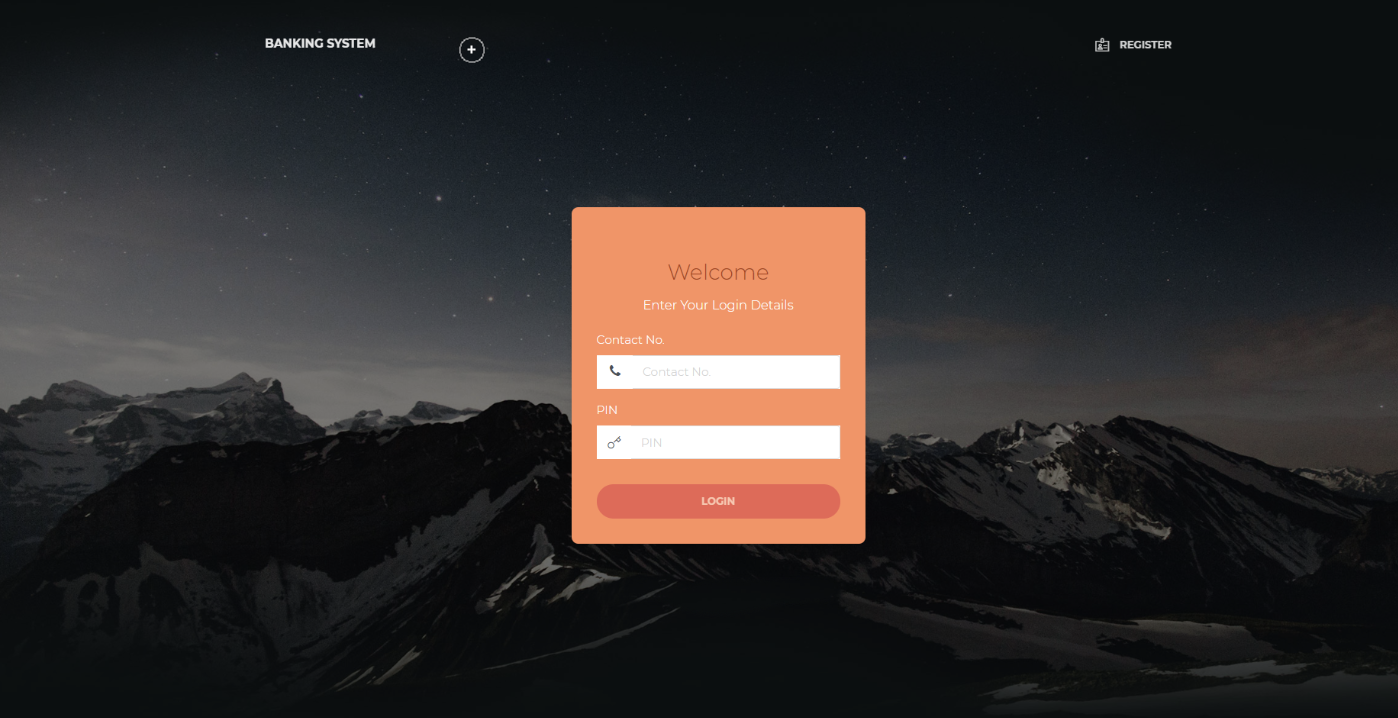 BANKING SYSTEM
REGISTER
Welcome
Enter Your Login Details
Contact No.
Contact No.
PIN
PIN
LOGIN